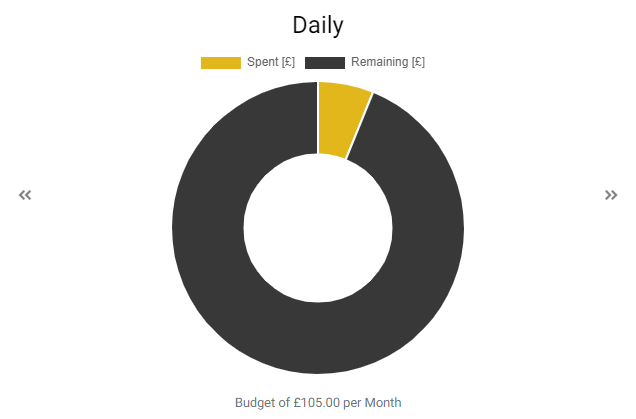 Daily
Spent [£] Remaining [£]
Budget of £105.00 per Month